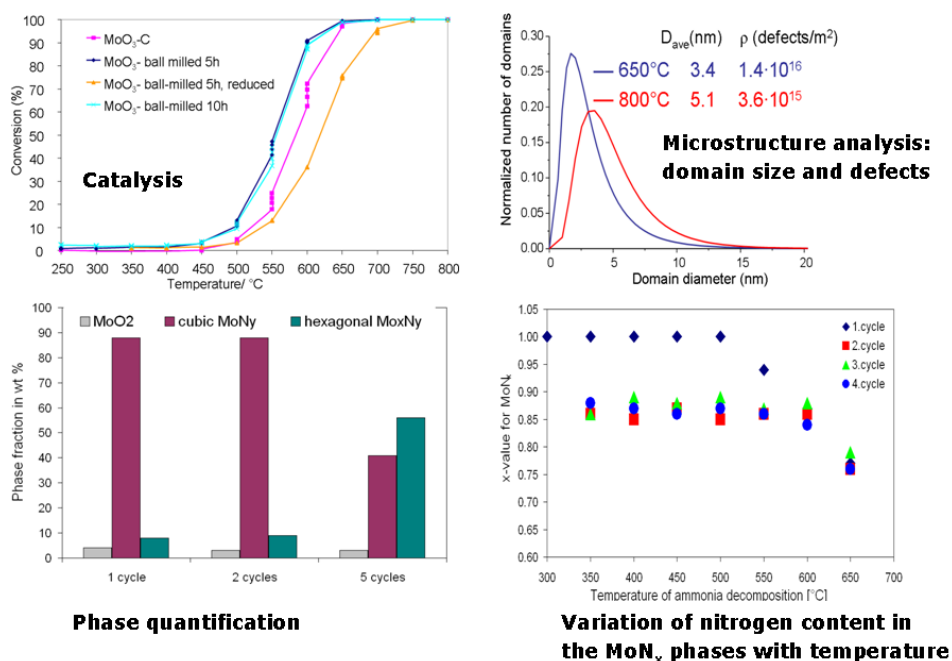 100
90
80
70
60
50
40
30
20
10
0
Conversion (%)
MoO₃-C
MoO₃- ball milled 5h
MoO₃- ball-milled 5h, reduced
MoO₃- ball-milled 10h
Catalysis
250 300 350 400 450 500 550 600 650 700 750 800
Temperature/ °C
0.30
0.25
0.20
0.15
0.10
0.05
0.00
Normalized number of domains
Dave(nm) ρ (defects/m²)
650°C 3.4 1.4·10¹⁶
800°C 5.1 3.6·10¹⁵
Microstructure analysis:
domain size and defects
0 5 10 15 20
Domain diameter (nm)
100
90
80
70
60
50
40
30
20
10
0
Phase fraction in wt %
MoO2 cubic MoNy hexagonal MoxNy
1 cycle 2 cycles 5 cycles
Phase quantification
1.05
1.00
0.95
0.90
0.85
0.80
0.75
0.70
0.65
0.60
x-value for MoNₖ
1.cycle
2.cycle
3.cycle
4.cycle
300 350 400 450 500 550 600 650 700
Temperature of ammonia decomposition [°C]
Variation of nitrogen content in
the MoNₓ phases with temperature